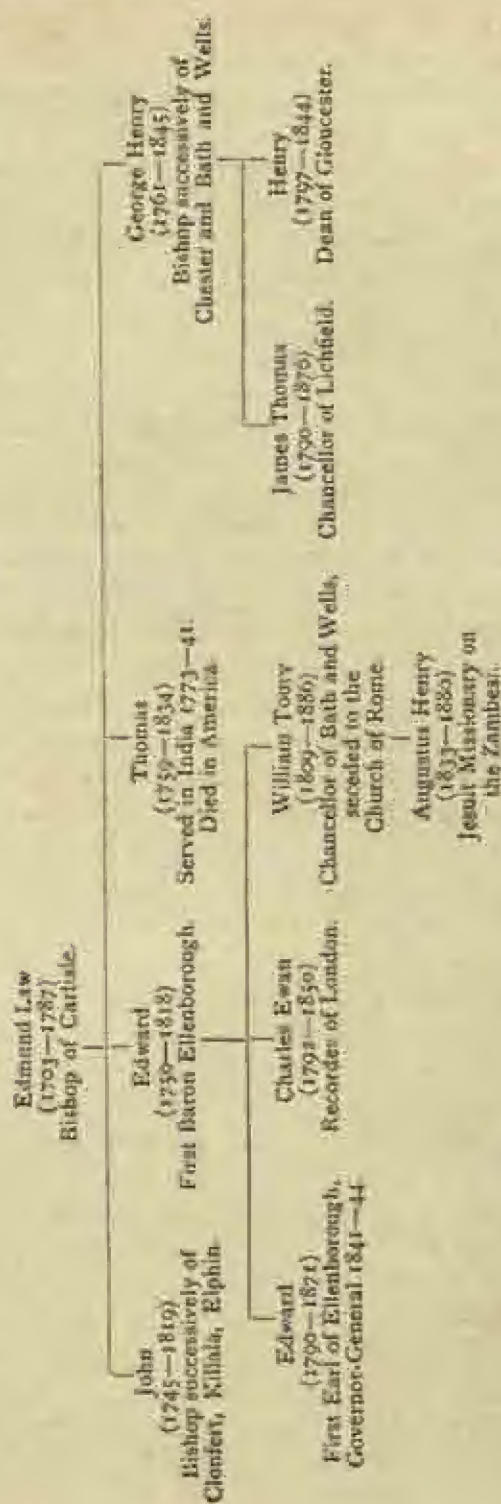 Edmund Law
(1703—1787)
Bishop of Carlisle.
John
(1745—1819)
Bishop successively of
Clonfert, Killala, Elphin.
Edward
(1750—1818)
First Baron Ellenborough.
Thomas
(1759—1834)
Served in India 1773—41.
Died in America.
George Henry
(1761—1845)
Bishop successively of
Chester and Bath and Wells.
Edward
(1790—1871)
First Earl of Ellenborough,
Governor-General 1841—44
Charles Ewan
(1792—1850)
Recordes of London.
William Towy
(1809—1886)
Chancellor of Bath and Wells,
seceded to the
Church of Rome.
James Thomas
(1790—1876)
Chancellor of Lichfield.
Henry
(1797—1844)
Dean of Gloucester.
Augustus Henry
(1833—1880)
Jesuit Missionary on
the Zambesi.